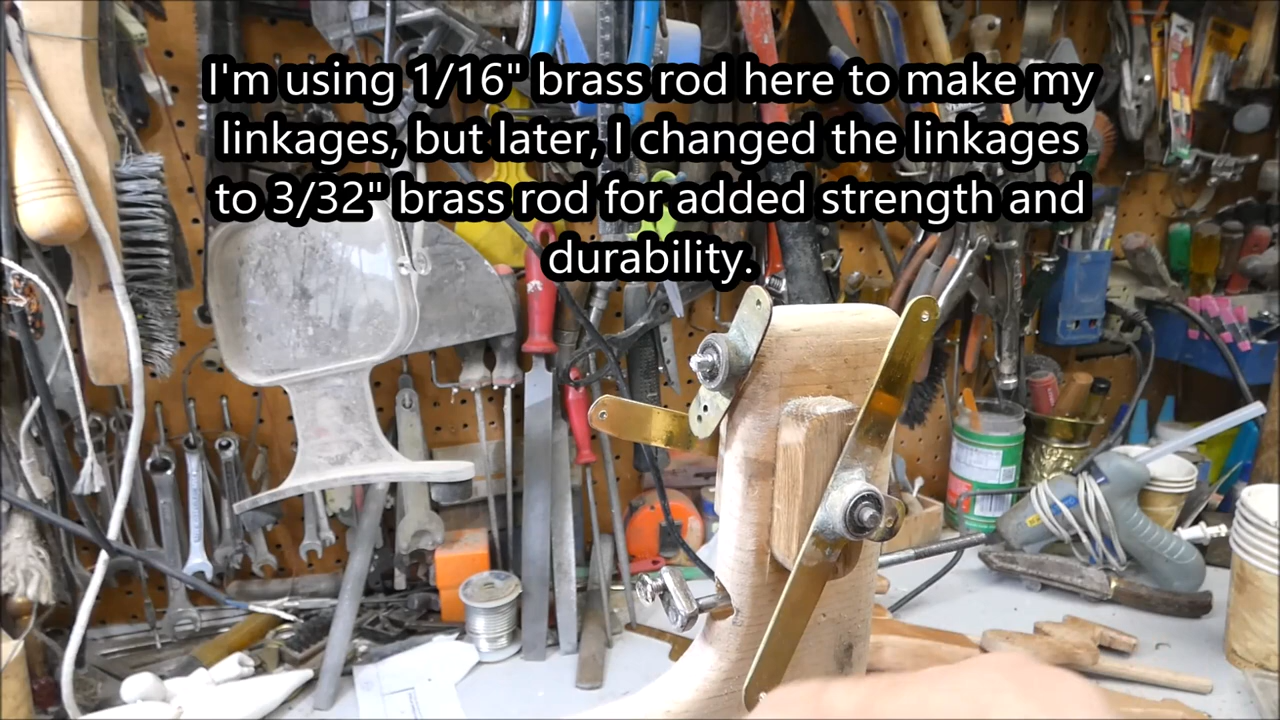 I'm using 1/16" brass rod here to make my
linkages, but later, I changed the linkages
to 3/32" brass rod for added strength and
durability.